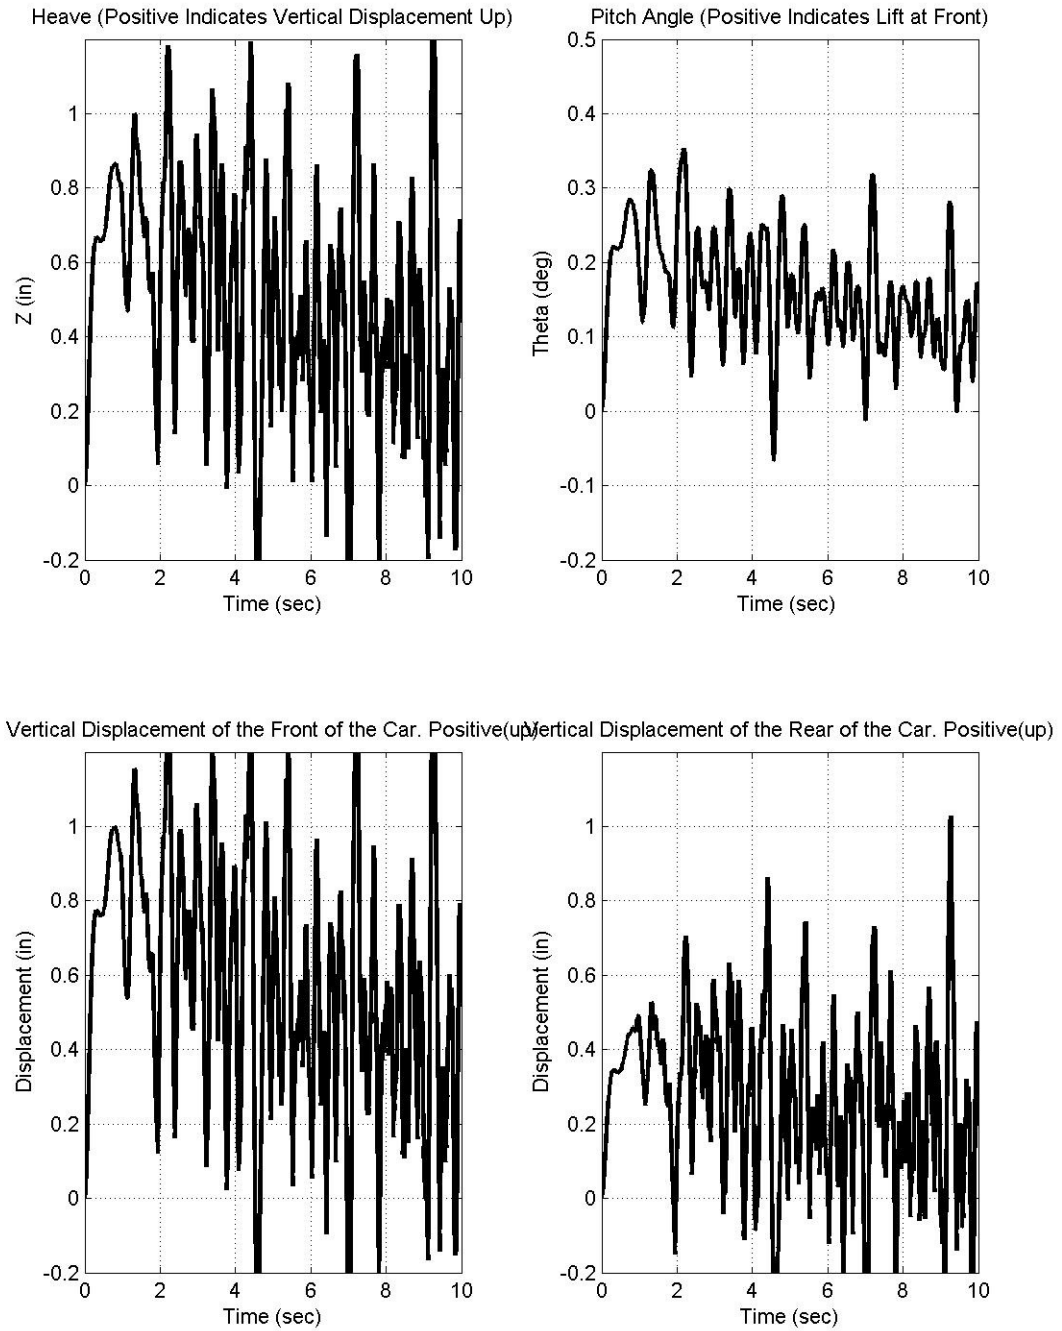 Heave (Positive Indicates Vertical Displacement Up)
1
0.8
0.6
0.4
0.2
0
-0.2
Z (in)
0 2 4 6 8 10
Time (sec)
Pitch Angle (Positive Indicates Lift at Front)
0.5
0.4
0.3
0.2
0.1
0
-0.1
-0.2
Theta (deg)
0 2 4 6 8 10
Time (sec)
Vertical Displacement of the Front of the Car. Positive(up)
1
0.8
0.6
0.4
0.2
0
-0.2
Displacement (in)
0 2 4 6 8 10
Time (sec)
Vertical Displacement of the Rear of the Car. Positive(up)
1
0.8
0.6
0.4
0.2
0
-0.2
Displacement (in)
0 2 4 6 8 10
Time (sec)